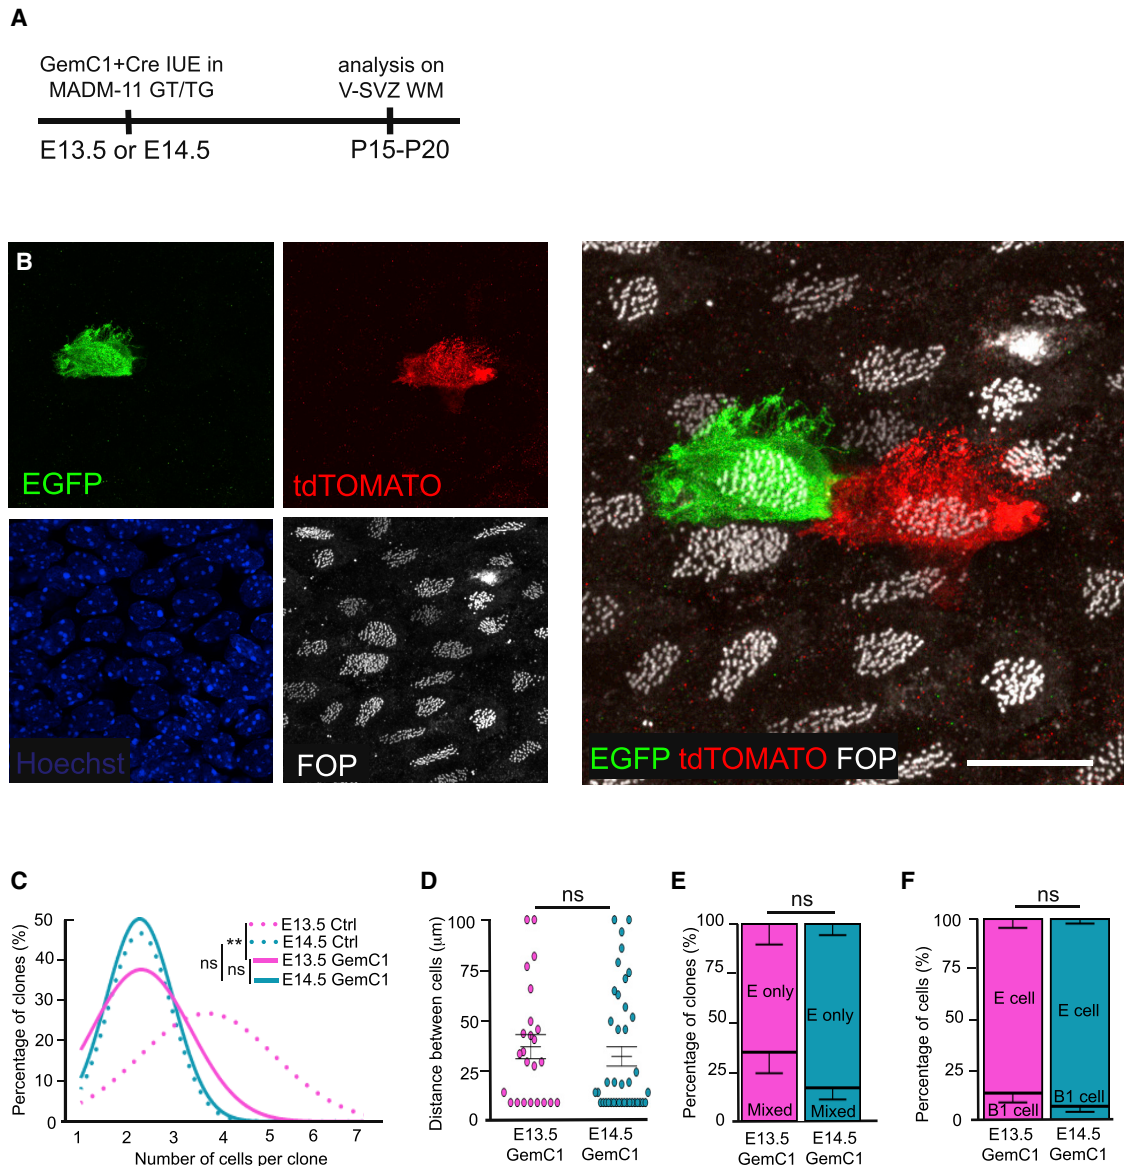 A
GemC1+Cre IUE in
MADM-11 GT/TG
analysis on
V-SVZ WM
E13.5 or E14.5
P15-P20
B
EGFP
tdTOMATO
Hoechst
FOP
EGFP tdTOMATO FOP
C
Percentage of clones (%)
50
40
30
20
10
0
1 2 3 4 5 6 7
Number of cells per clone
E13.5 Ctrl
E14.5 Ctrl
E13.5 GemC1
E14.5 GemC1
**
ns
ns
D
ns
Distance between cells (µm)
100
75
50
25
0
E13.5
GemC1
E14.5
GemC1
E
ns
Percentage of clones (%)
100
75
50
25
0
E only
Mixed
E only
Mixed
E13.5
GemC1
E14.5
GemC1
F
ns
Percentage of cells (%)
100
75
50
25
0
E cell
B1 cell
E cell
B1 cell
E13.5
GemC1
E14.5
GemC1